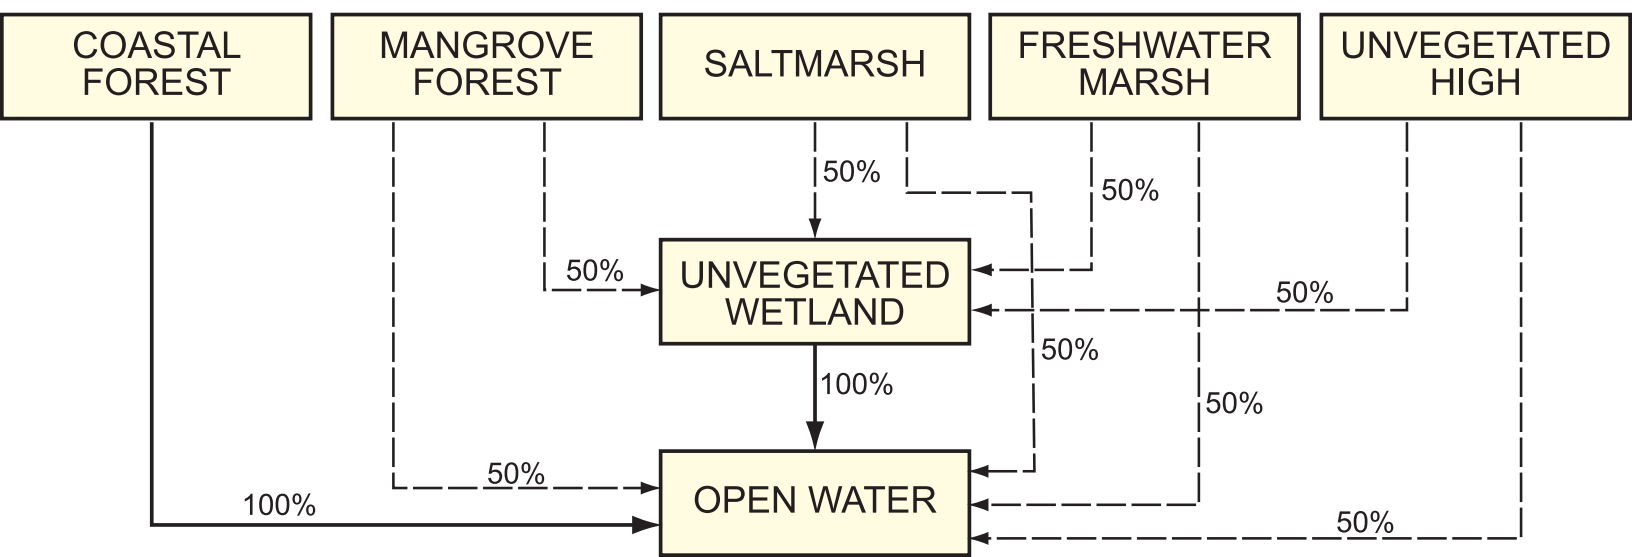 COASTAL
FOREST
MANGROVE
FOREST
SALTMARSH
FRESHWATER
MARSH
UNVEGETATED
HIGH
50%
50%
50%
UNVEGETATED
WETLAND
50%
50%
100%
50%
50%
OPEN WATER
100%
50%